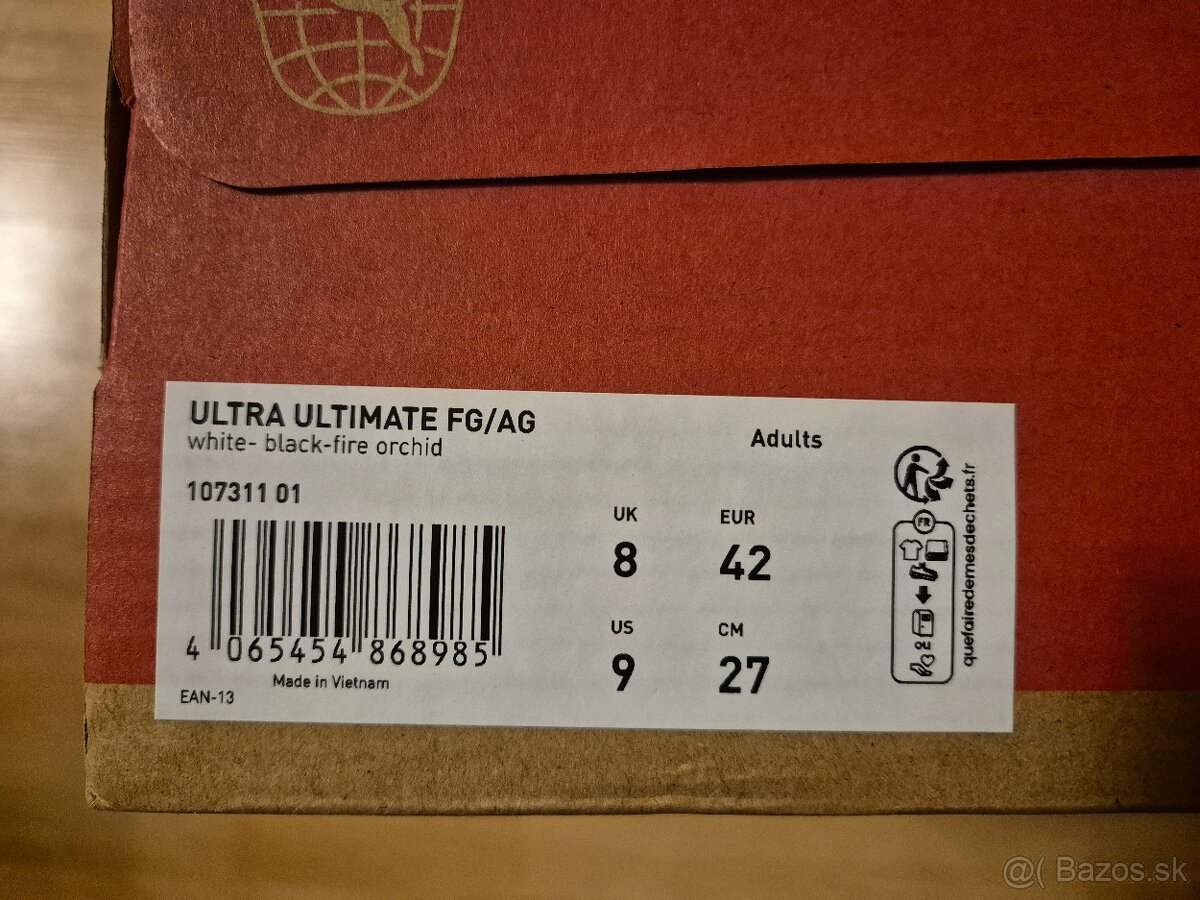 ULTRA ULTIMATE FG/AG
white- black-fire orchid
Adults
107311 01
UK
8
EUR
42
US
9
CM
27
4 065454 868985
Made in Vietnam
EAN-13
FR
quefairedemesdechets.fr
@( Bazos.sk